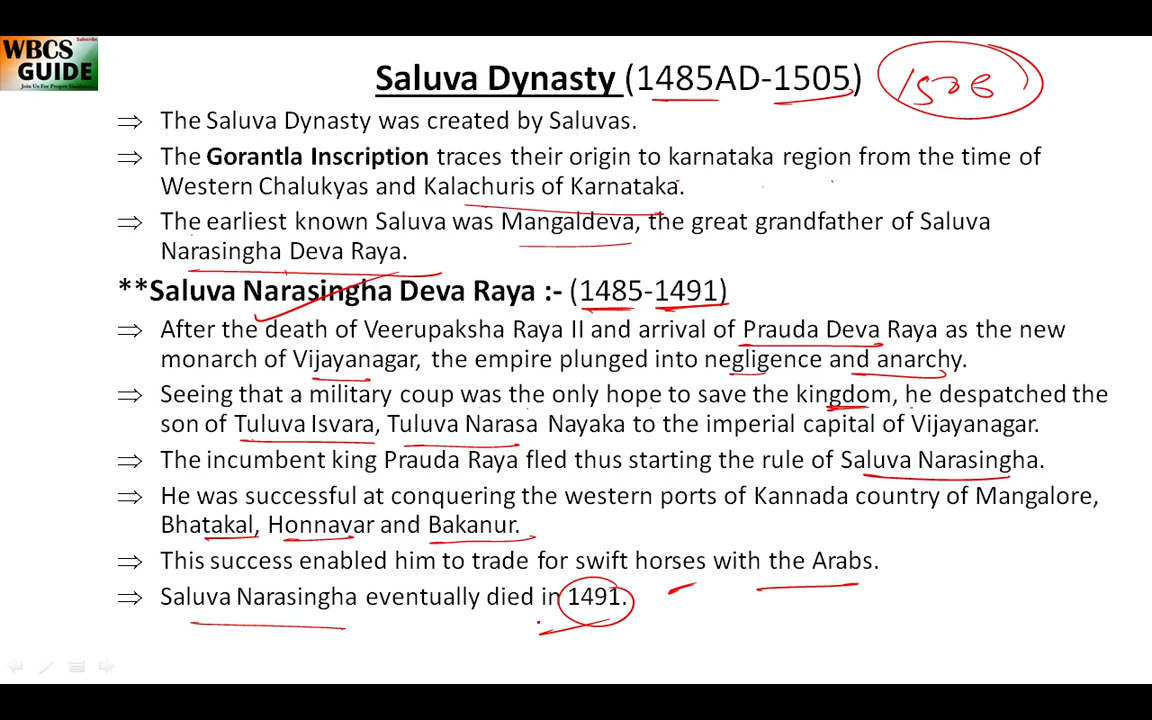 Subscribe
WBCS
GUIDE
Join Us For Proper Guidance
Saluva Dynasty (1485AD-1505) 1506
⇒ The Saluva Dynasty was created by Saluvas.
⇒ The Gorantla Inscription traces their origin to karnataka region from the time of
Western Chalukyas and Kalachuris of Karnataka.
⇒ The earliest known Saluva was Mangaldeva, the great grandfather of Saluva
Narasingha Deva Raya.
**Saluva Narasingha Deva Raya :- (1485-1491)
⇒ After the death of Veerupaksha Raya II and arrival of Prauda Deva Raya as the new
monarch of Vijayanagar, the empire plunged into negligence and anarchy.
⇒ Seeing that a military coup was the only hope to save the kingdom, he despatched the
son of Tuluva Isvara, Tuluva Narasa Nayaka to the imperial capital of Vijayanagar.
⇒ The incumbent king Prauda Raya fled thus starting the rule of Saluva Narasingha.
⇒ He was successful at conquering the western ports of Kannada country of Mangalore,
Bhatakal, Honnavar and Bakanur.
⇒ This success enabled him to trade for swift horses with the Arabs.
⇒ Saluva Narasingha eventually died in 1491.